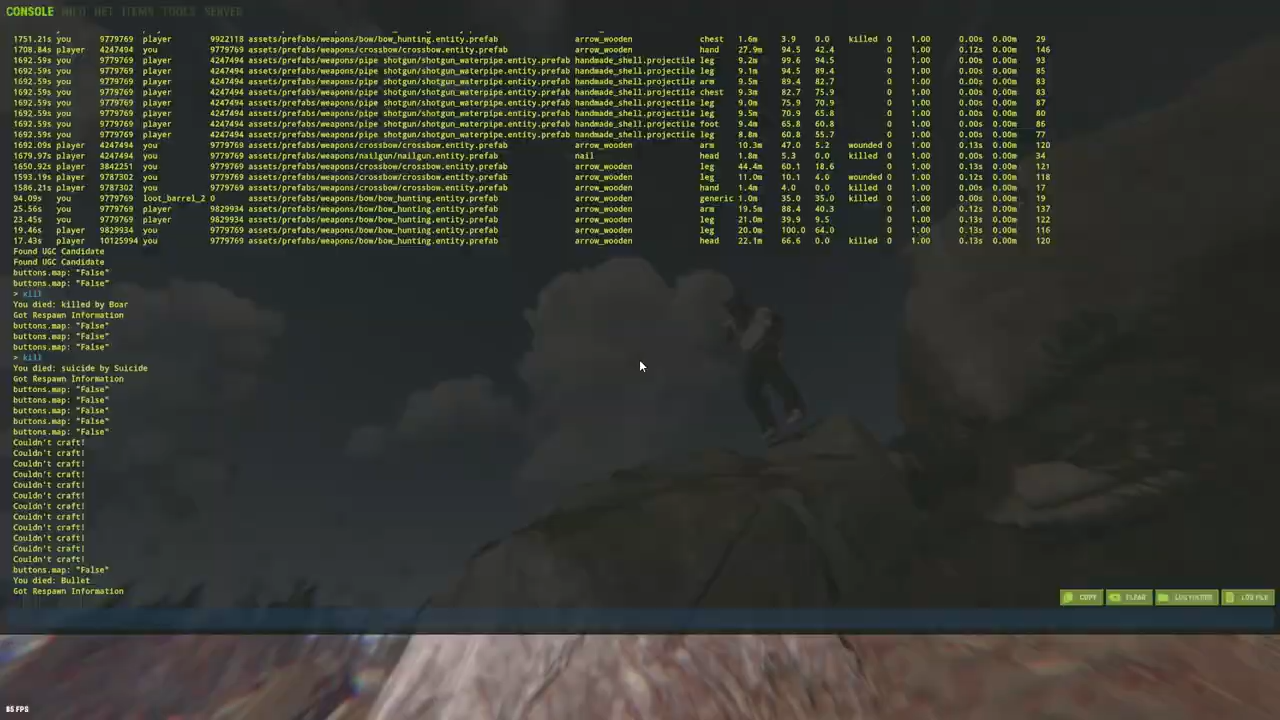 CONSOLE INFO NET ITEMS TOOLS SERVER
1751.21s you 9779769 player 9922118 assets/prefabs/weapons/bow/bow_hunting.entity.prefab arrow_wooden chest 1.6m 3.9 0.0 killed 0 1.00 0.00s 0.00m 29
1708.84s player 4247494 you 9779769 assets/prefabs/weapons/crossbow/crossbow.entity.prefab arrow_wooden hand 27.9m 94.5 42.4 0 1.00 0.12s 0.00m 146
1692.59s you 9779769 player 4247494 assets/prefabs/weapons/pipe shotgun/shotgun_waterpipe.entity.prefab handmade_shell.projectile leg 9.2m 99.6 94.5 0 1.00 0.00s 0.00m 93
1692.59s you 9779769 player 4247494 assets/prefabs/weapons/pipe shotgun/shotgun_waterpipe.entity.prefab handmade_shell.projectile leg 9.1m 94.5 89.4 0 1.00 0.00s 0.00m 85
1692.59s you 9779769 player 4247494 assets/prefabs/weapons/pipe shotgun/shotgun_waterpipe.entity.prefab handmade_shell.projectile arm 9.5m 89.4 82.7 0 1.00 0.00s 0.00m 83
1692.59s you 9779769 player 4247494 assets/prefabs/weapons/pipe shotgun/shotgun_waterpipe.entity.prefab handmade_shell.projectile chest 9.3m 82.7 75.9 0 1.00 0.00s 0.00m 83
1692.59s you 9779769 player 4247494 assets/prefabs/weapons/pipe shotgun/shotgun_waterpipe.entity.prefab handmade_shell.projectile leg 9.0m 75.9 70.9 0 1.00 0.00s 0.00m 87
1692.59s you 9779769 player 4247494 assets/prefabs/weapons/pipe shotgun/shotgun_waterpipe.entity.prefab handmade_shell.projectile leg 9.5m 70.9 65.8 0 1.00 0.00s 0.00m 80
1692.59s you 9779769 player 4247494 assets/prefabs/weapons/pipe shotgun/shotgun_waterpipe.entity.prefab handmade_shell.projectile foot 9.4m 65.8 60.8 0 1.00 0.00s 0.00m 86
1692.59s you 9779769 player 4247494 assets/prefabs/weapons/pipe shotgun/shotgun_waterpipe.entity.prefab handmade_shell.projectile leg 8.8m 60.8 55.7 0 1.00 0.00s 0.00m 77
1692.09s player 4247494 you 9779769 assets/prefabs/weapons/crossbow/crossbow.entity.prefab arrow_wooden arm 10.3m 47.0 5.2 wounded 0 1.00 0.13s 0.00m 120
1679.97s player 4247494 you 9779769 assets/prefabs/weapons/nailgun/nailgun.entity.prefab nail head 1.8m 5.3 0.0 killed 0 1.00 0.00s 0.00m 34
1650.92s player 3842251 you 9779769 assets/prefabs/weapons/crossbow/crossbow.entity.prefab arrow_wooden leg 44.4m 60.1 18.6 0 1.00 0.13s 0.00m 121
1593.19s player 9787302 you 9779769 assets/prefabs/weapons/crossbow/crossbow.entity.prefab arrow_wooden leg 11.0m 10.1 4.0 wounded 0 1.00 0.12s 0.00m 118
1586.21s player 9787302 you 9779769 assets/prefabs/weapons/crossbow/crossbow.entity.prefab arrow_wooden hand 1.4m 4.0 0.0 killed 0 1.00 0.00s 0.00m 17
94.09s you 9779769 loot_barrel_2 0 assets/prefabs/weapons/bow/bow_hunting.entity.prefab arrow_wooden generic 1.0m 35.0 35.0 killed 0 1.00 0.00s 0.00m 19
25.56s you 9779769 player 9829934 assets/prefabs/weapons/bow/bow_hunting.entity.prefab arrow_wooden arm 19.5m 88.4 40.3 0 1.00 0.12s 0.00m 137
23.45s you 9779769 player 9829934 assets/prefabs/weapons/bow/bow_hunting.entity.prefab arrow_wooden leg 21.0m 39.9 9.5 0 1.00 0.13s 0.00m 122
19.46s player 9829934 you 9779769 assets/prefabs/weapons/bow/bow_hunting.entity.prefab arrow_wooden leg 20.0m 100.0 64.0 0 1.00 0.13s 0.00m 116
17.43s player 10125994 you 9779769 assets/prefabs/weapons/bow/bow_hunting.entity.prefab arrow_wooden head 22.1m 66.6 0.0 killed 0 1.00 0.13s 0.00m 120
Found UGC Candidate
Found UGC Candidate
buttons.map: "False"
buttons.map: "False"
> kill
You died: killed by Boar
Got Respawn Information
buttons.map: "False"
buttons.map: "False"
buttons.map: "False"
> kill
You died: suicide by Suicide
Got Respawn Information
buttons.map: "False"
buttons.map: "False"
buttons.map: "False"
buttons.map: "False"
buttons.map: "False"
Couldn't craft!
Couldn't craft!
Couldn't craft!
Couldn't craft!
Couldn't craft!
Couldn't craft!
Couldn't craft!
Couldn't craft!
Couldn't craft!
Couldn't craft!
Couldn't craft!
Couldn't craft!
buttons.map: "False"
You died: Bullet
Got Respawn Information
COPY CLEAR LOG FOLDER LOG FILE
85 FPS